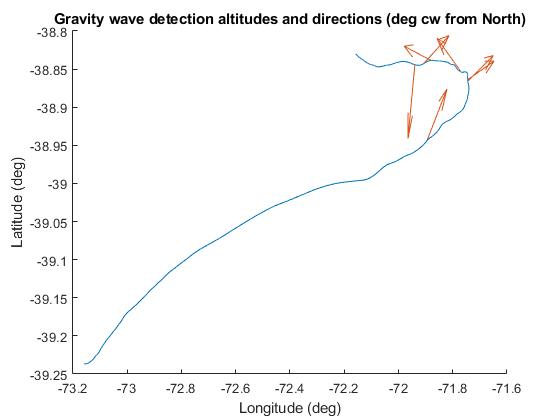 Gravity wave detection altitudes and directions (deg cw from North)
-38.8
-38.85
-38.9
-38.95
-39
-39.05
-39.1
-39.15
-39.2
-39.25
Latitude (deg)
-73.2 -73 -72.8 -72.6 -72.4 -72.2 -72 -71.8 -71.6
Longitude (deg)